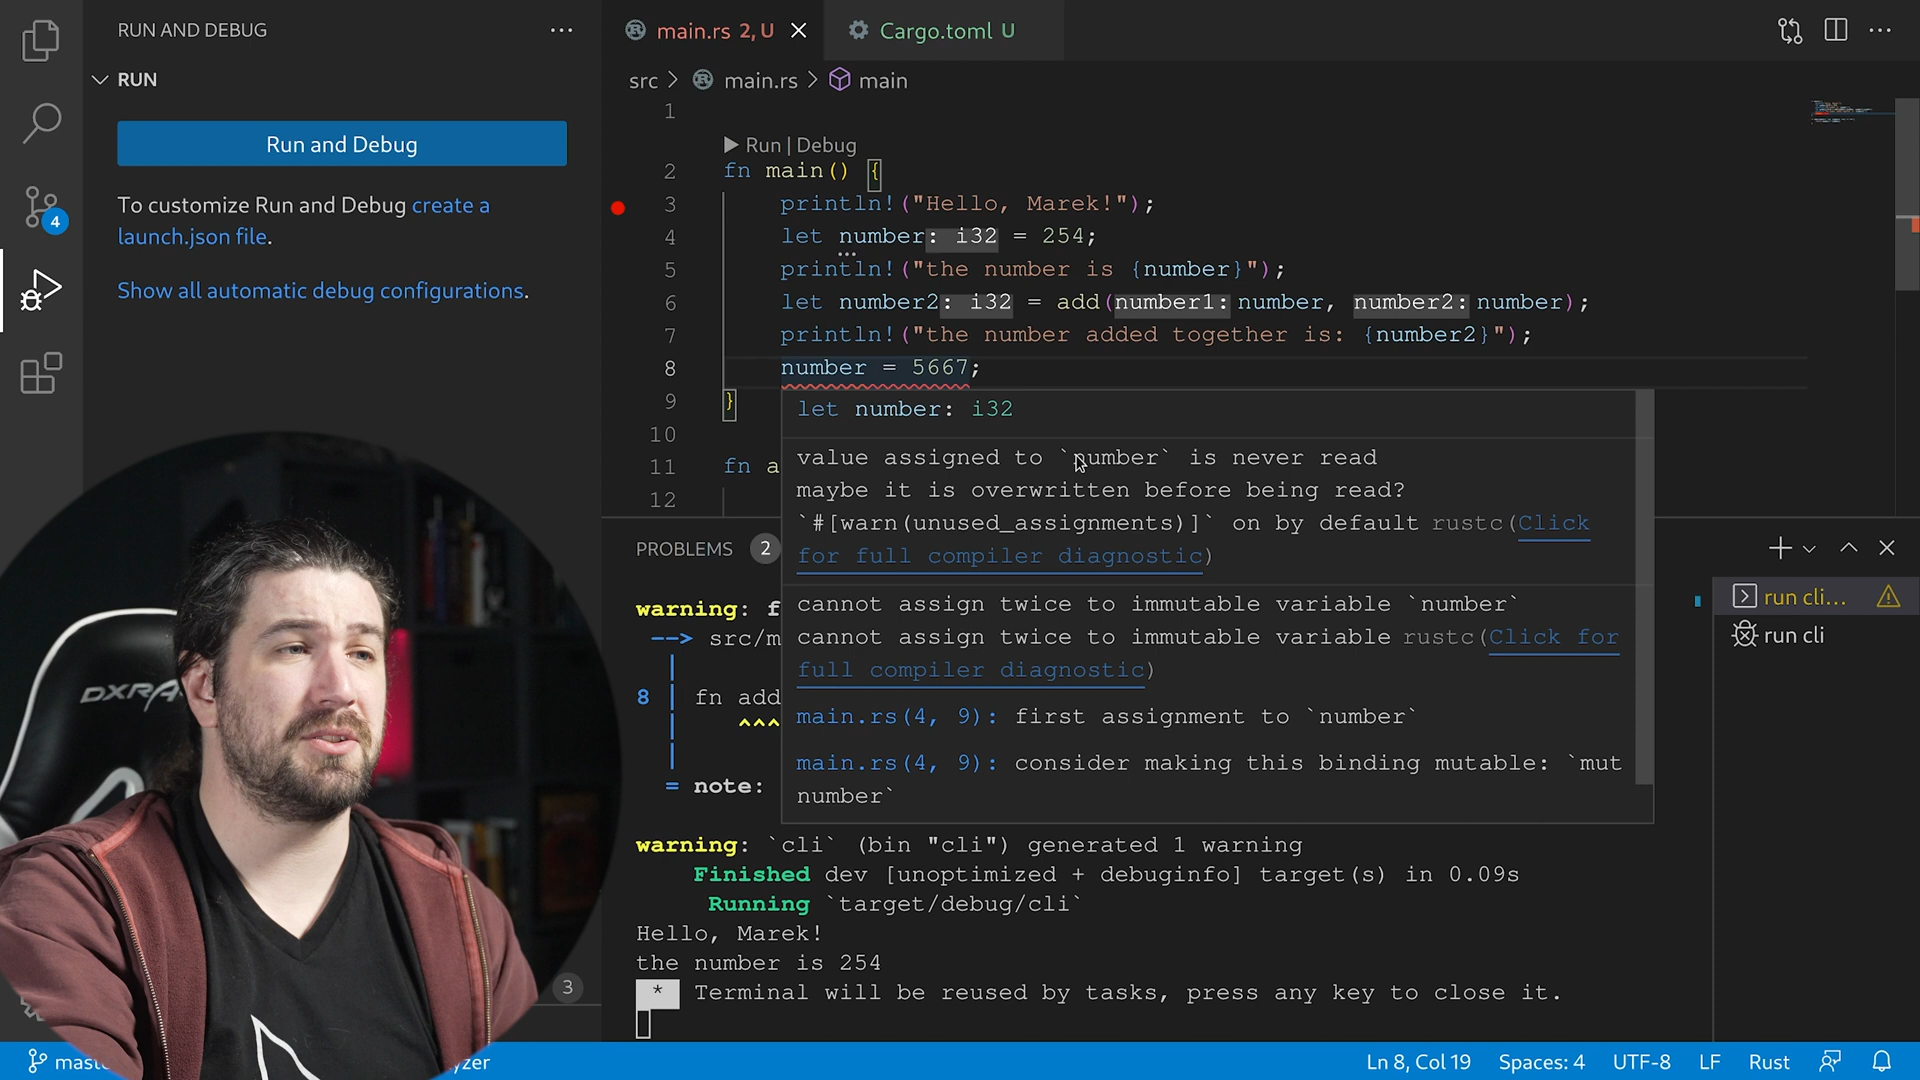 RUN AND DEBUG
RUN
Run and Debug
To customize Run and Debug create a
launch.json file.
Show all automatic debug configurations.
4
main.rs 2, U
Cargo.toml U
src > main.rs > main
1
Run | Debug
2 fn main() {
3 println!("Hello, Marek!");
4 let number: i32 = 254;
5 println!("the number is {number}");
6 let number2: i32 = add(number1: number, number2: number);
7 println!("the number added together is: {number2}");
8 number = 5667;
9 }
10
11 fn a
12
let number: i32
value assigned to `number` is never read
maybe it is overwritten before being read?
`#[warn(unused_assignments)]` on by default rustc(Click
for full compiler diagnostic)
cannot assign twice to immutable variable `number`
cannot assign twice to immutable variable rustc(Click for
full compiler diagnostic)
main.rs(4, 9): first assignment to `number`
main.rs(4, 9): consider making this binding mutable: `mut
number`
PROBLEMS 2
warning: f
--> src/m
|
8 | fn add
| ^^^
|
= note:
warning: `cli` (bin "cli") generated 1 warning
Finished dev [unoptimized + debuginfo] target(s) in 0.09s
Running `target/debug/cli`
Hello, Marek!
the number is 254
* Terminal will be reused by tasks, press any key to close it.
run cli...
run cli
DXRA
3
mast
yzer
Ln 8, Col 19
Spaces: 4
UTF-8
LF
Rust